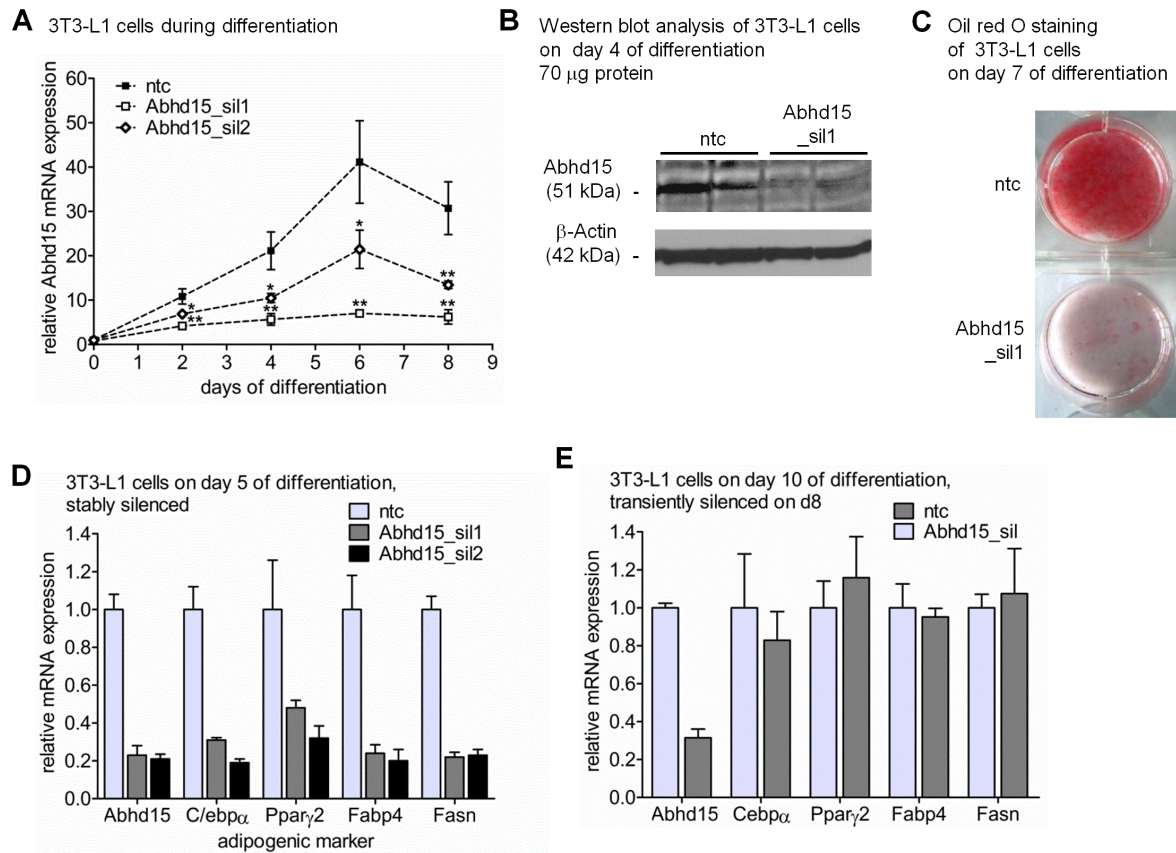 A 3T3-L1 cells during differentiation
relative Abhd15 mRNA expression
60
50
40
30
20
10
0
ntc
Abhd15_sil1
Abhd15_sil2
*
**
*
**
*
**
**
**
0 1 2 3 4 5 6 7 8 9
days of differentiation
B Western blot analysis of 3T3-L1 cells
on day 4 of differentiation
70 μg protein
ntc
Abhd15
_sil1
Abhd15
(51 kDa) -
β-Actin
(42 kDa) -
C Oil red O staining
of 3T3-L1 cells
on day 7 of differentiation
ntc
Abhd15
_sil1
D 3T3-L1 cells on day 5 of differentiation,
stably silenced
ntc
Abhd15_sil1
Abhd15_sil2
relative mRNA expression
1.4
1.2
1.0
0.8
0.6
0.4
0.2
0.0
Abhd15 C/ebpα Pparγ2 Fabp4 Fasn
adipogenic marker
E 3T3-L1 cells on day 10 of differentiation,
transiently silenced on d8
ntc
Abhd15_sil
relative mRNA expression
1.4
1.2
1.0
0.8
0.6
0.4
0.2
0.0
Abhd15 Cebpα Pparγ2 Fabp4 Fasn